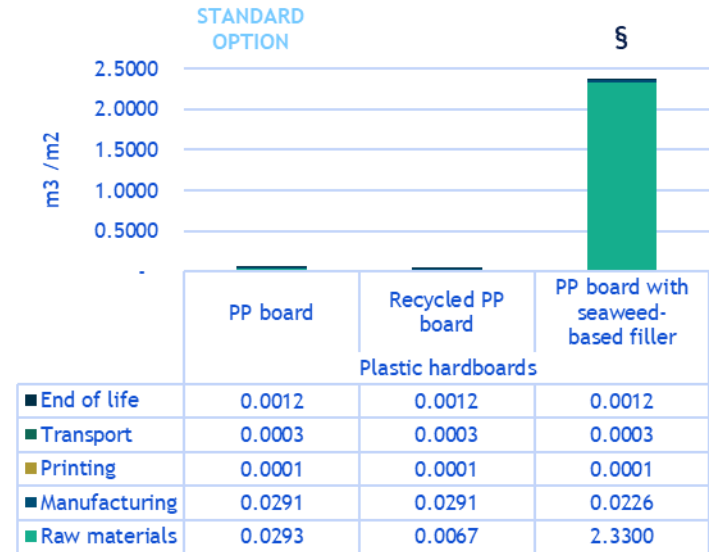 STANDARD
OPTION
§
2.5000
2.0000
1.5000
1.0000
0.5000
-
m3 /m2
PP board
Recycled PP
board
PP board with
seaweed-
based filler
Plastic hardboards
End of life 0.0012 0.0012 0.0012
Transport 0.0003 0.0003 0.0003
Printing 0.0001 0.0001 0.0001
Manufacturing 0.0291 0.0291 0.0226
Raw materials 0.0293 0.0067 2.3300